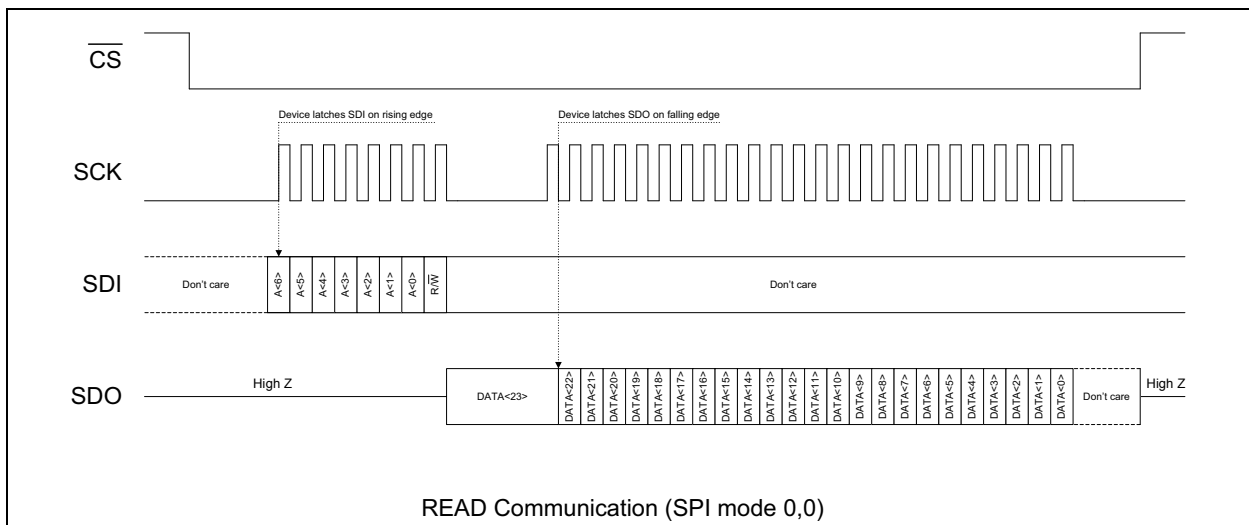 CS
Device latches SDI on rising edge
Device latches SDO on falling edge
SCK
SDI
Don't care
A<6>
A<5>
A<4>
A<3>
A<2>
A<1>
A<0>
R/W
Don't care
SDO
High Z
DATA<23>
DATA<22>
DATA<21>
DATA<20>
DATA<19>
DATA<18>
DATA<17>
DATA<16>
DATA<15>
DATA<14>
DATA<13>
DATA<12>
DATA<11>
DATA<10>
DATA<9>
DATA<8>
DATA<7>
DATA<6>
DATA<5>
DATA<4>
DATA<3>
DATA<2>
DATA<1>
DATA<0>
Don't care
High Z
READ Communication (SPI mode 0,0)